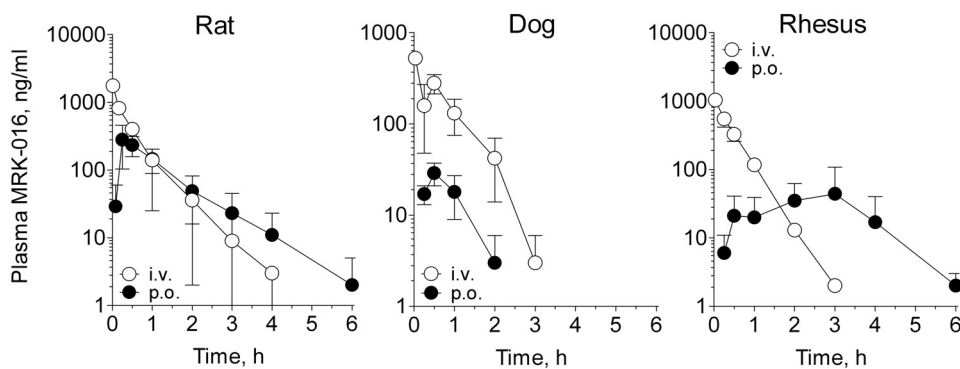 Rat
Dog
Rhesus
Plasma MRK-016, ng/ml
10000
1000
100
10
1
i.v.
p.o.
0 1 2 3 4 5 6
Time, h
1000
100
10
1
i.v.
p.o.
0 1 2 3 4 5 6
Time, h
10000
1000
100
10
1
i.v.
p.o.
0 1 2 3 4 5 6
Time, h